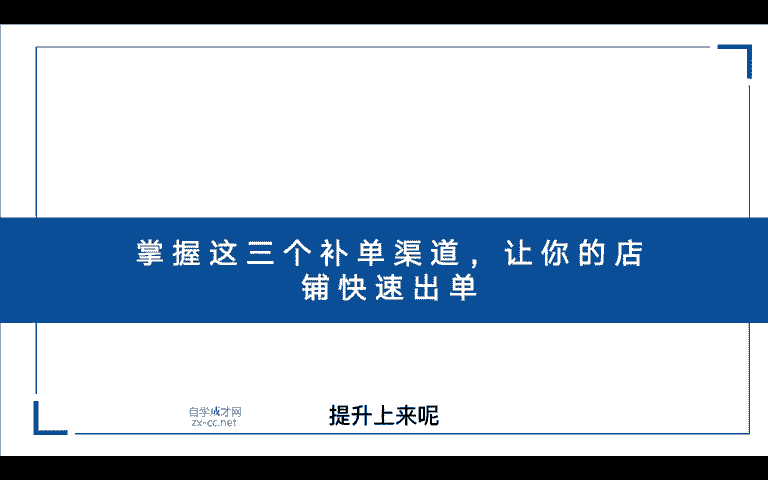 掌握这三个补单渠道，让你的店
铺快速出单
自学成才网
zx-cc.net
提升上来呢